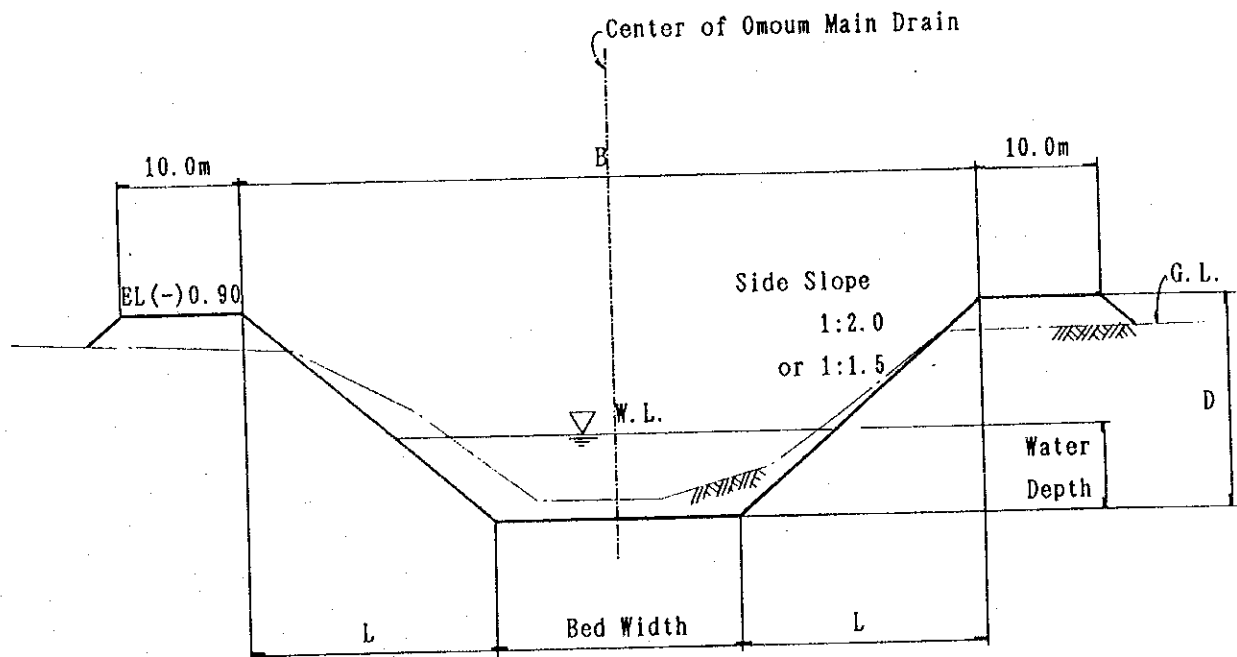 Center of Omoum Main Drain
10.0m
B
10.0m
EL(-)0.90
Side Slope
1:2.0
or 1:1.5
G.L.
D
W.L.
Water
Depth
L
Bed Width
L